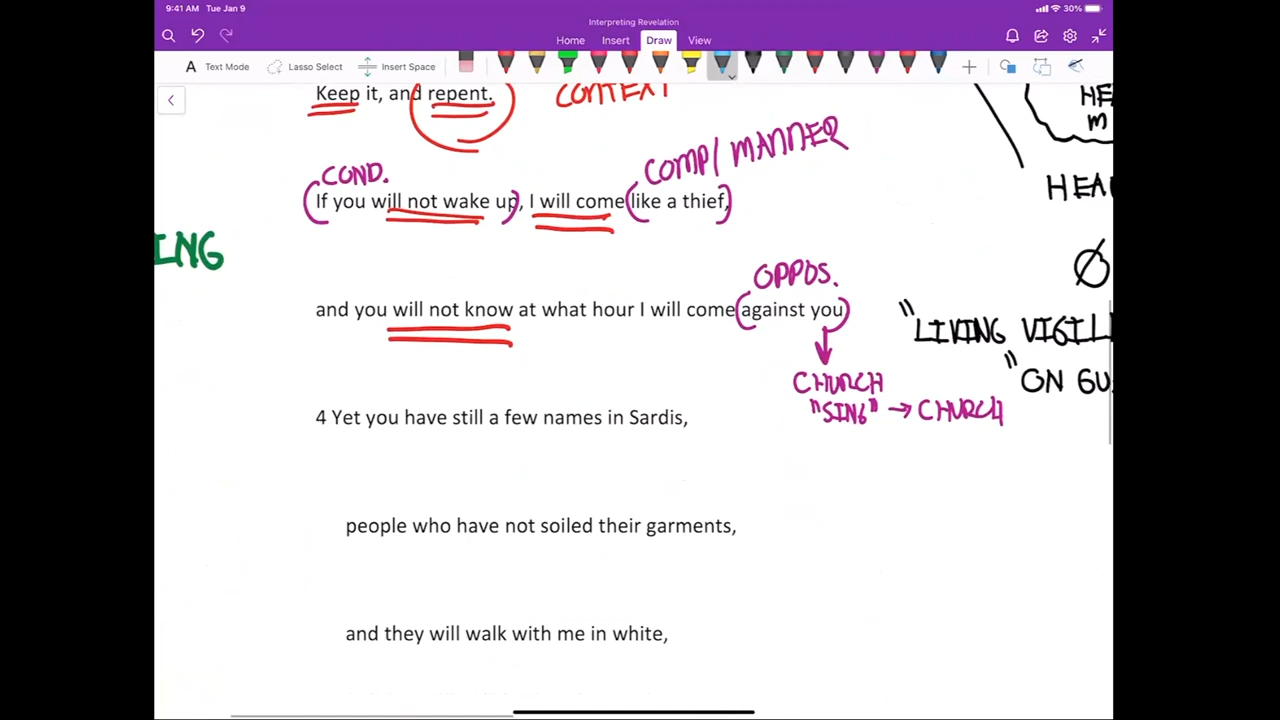 9:41 AM Tue Jan 9
30%
Interpreting Revelation
Home Insert Draw View
A Text Mode Lasso Select Insert Space
Keep it, and repent.
CONTEXT
COND.
COMP/ MANNER
If you will not wake up, I will come like a thief,
ING
OPPOS.
and you will not know at what hour I will come against you
CHURCH
"SING" → CHURCH
4 Yet you have still a few names in Sardis,
people who have not soiled their garments,
and they will walk with me in white,
HE
M
HEA
Ø
"LIVING VIGIL
"ON GU